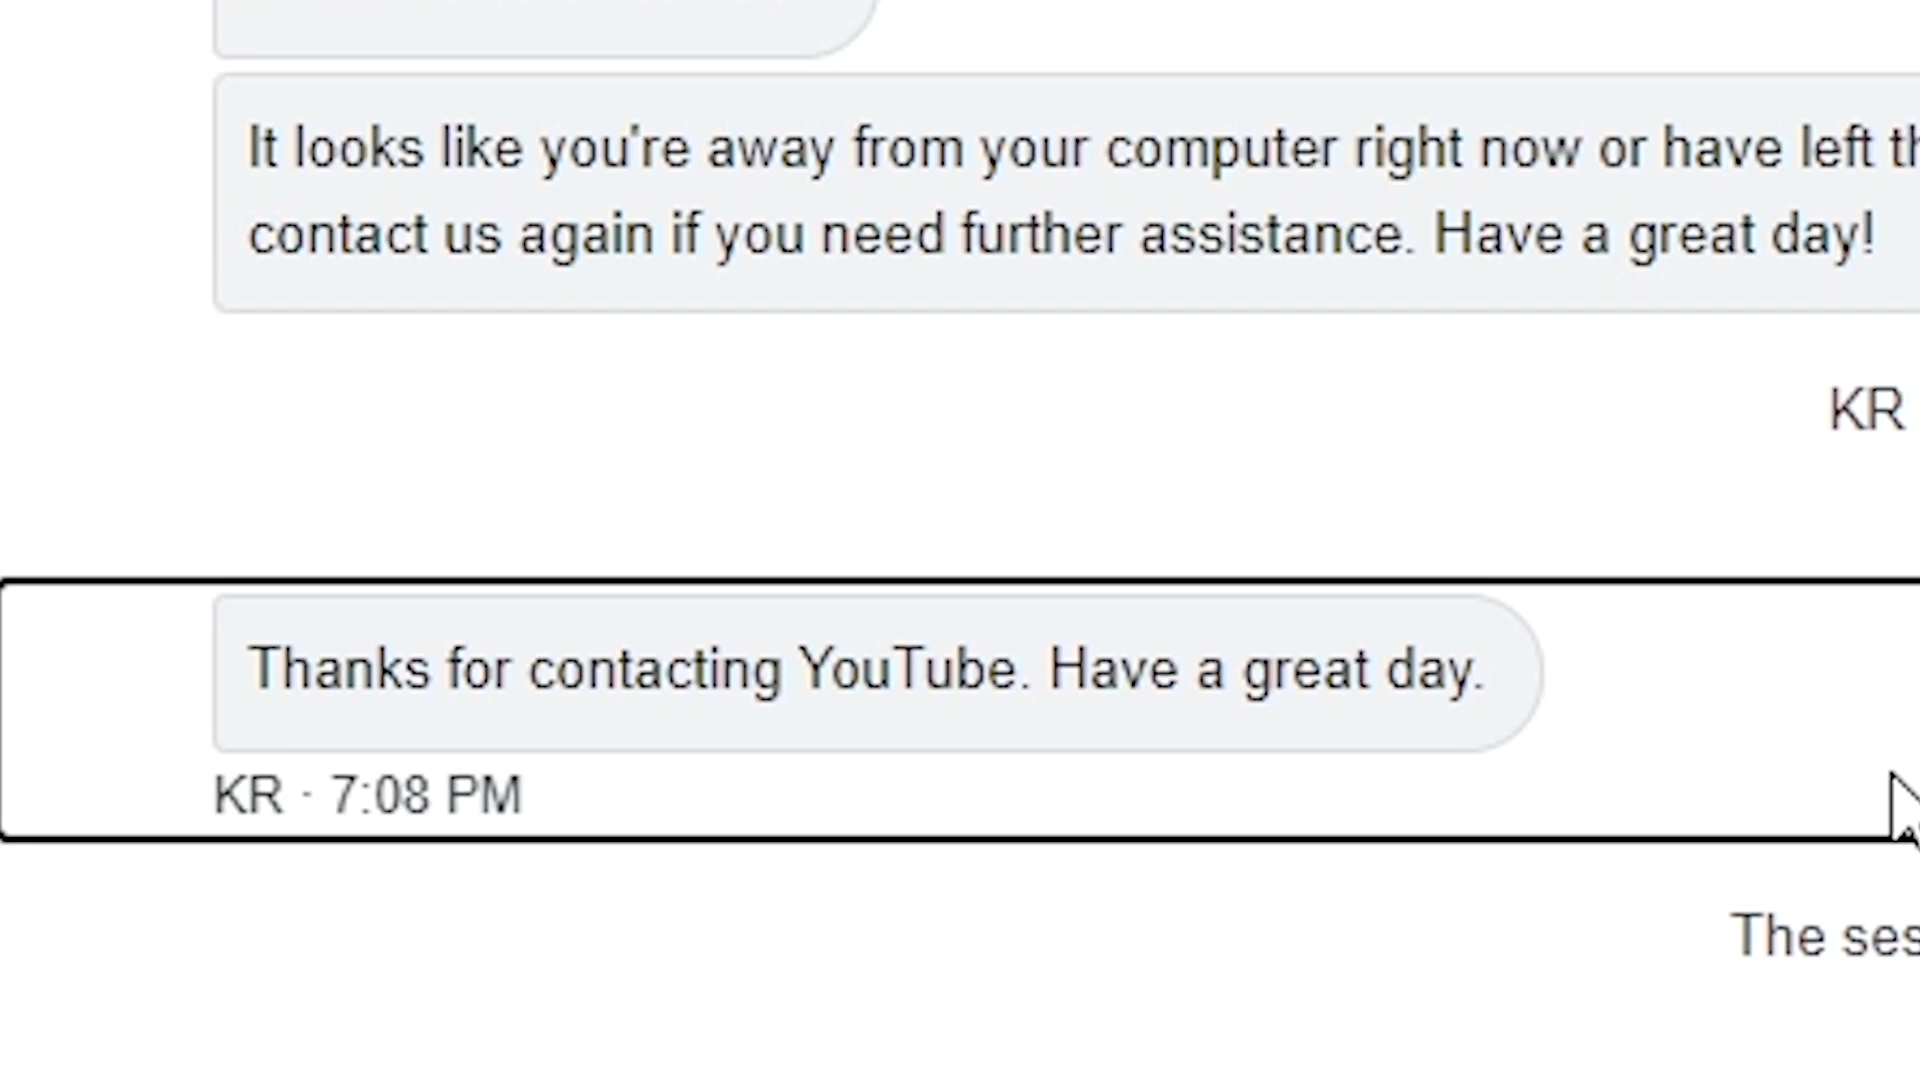 It looks like you're away from your computer right now or have left
contact us again if you need further assistance. Have a great day!
KR
Thanks for contacting YouTube. Have a great day.
KR · 7:08 PM
The